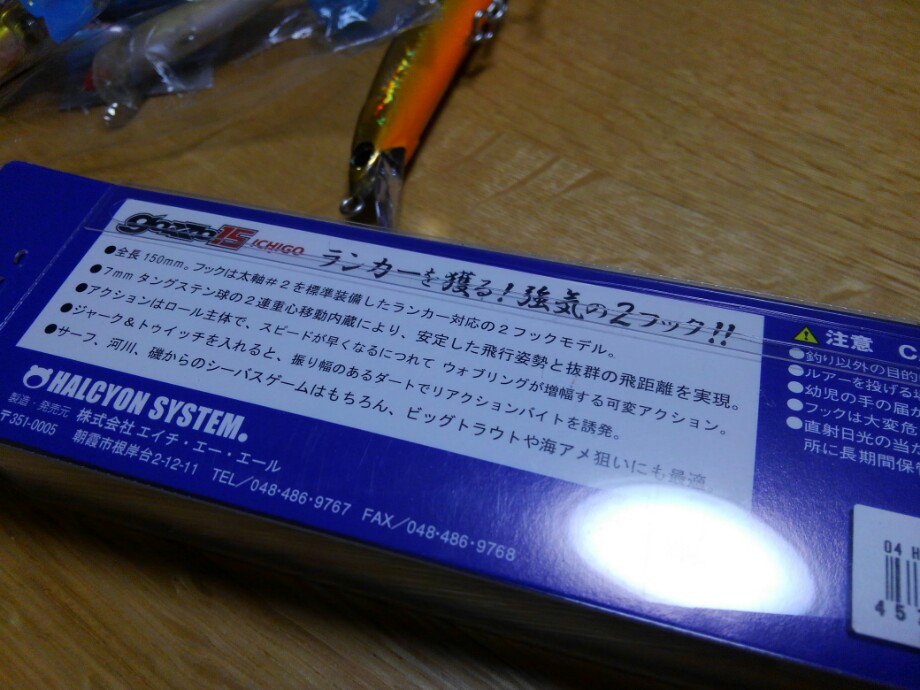 gozzo15 ICHIGO ランカーを獲る!強気の2フック!!
●全長150mm。フックは太軸#2を標準装備したランカー対応の2フックモデル。
●7mmタングステン球の2連重心移動内蔵により、安定した飛行姿勢と抜群の飛距離を実現。
●アクションはロール主体で、スピードが早くなるにつれて ウォブリングが増幅する可変アクション。
●ジャーク&トゥイッチを入れると、振り幅のあるダートでリアクションバイトを誘発。
●サーフ、河川、磯からのシーバスゲームはもちろん、ビッグトラウトや海アメ狙いにも最適。
HALCYON SYSTEM.
製造・発売元 株式会社エイチ・エー・エール
〒351-0005 朝霞市根岸台2-12-11
TEL/048・486・9767 FAX/048・486・9768
注意 C
●釣り以外の目的
●ルアーを投げる
●幼児の手の届
●フックは大変危
●直射日光の当た
所に長期間保
04 H
4 5